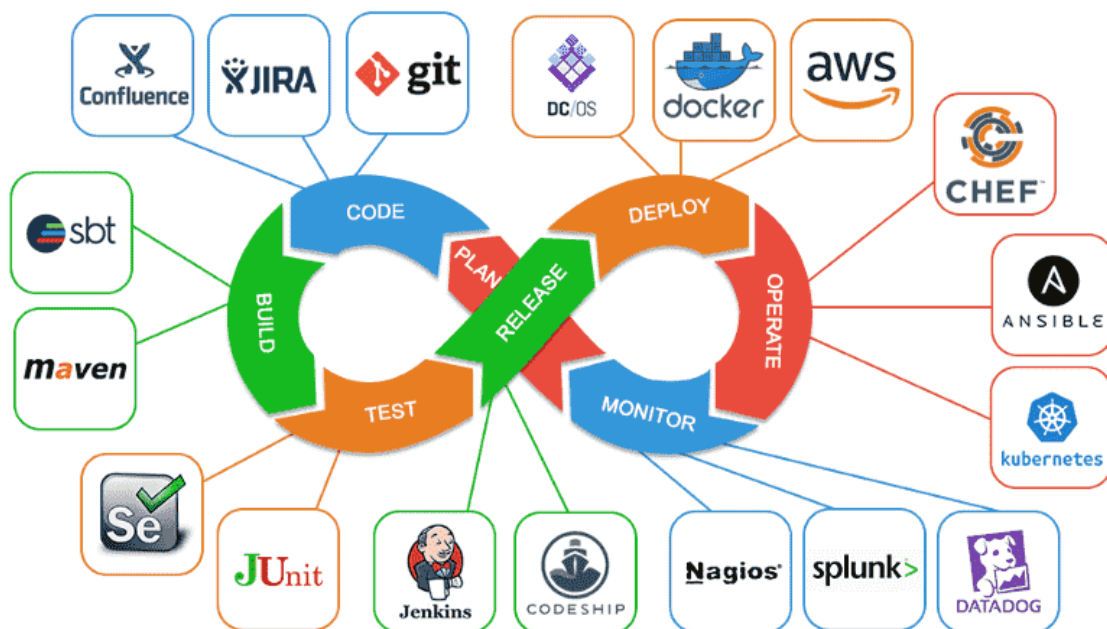 Confluence
JIRA
git
DC/OS
docker
aws
CHEF™
sbt
maven
CODE
PLAN
RELEASE
DEPLOY
BUILD
OPERATE
TEST
MONITOR
ANSIBLE
kubernetes
Se
JUnit
Jenkins
CODESHIP
Nagios®
splunk>
DATADOG